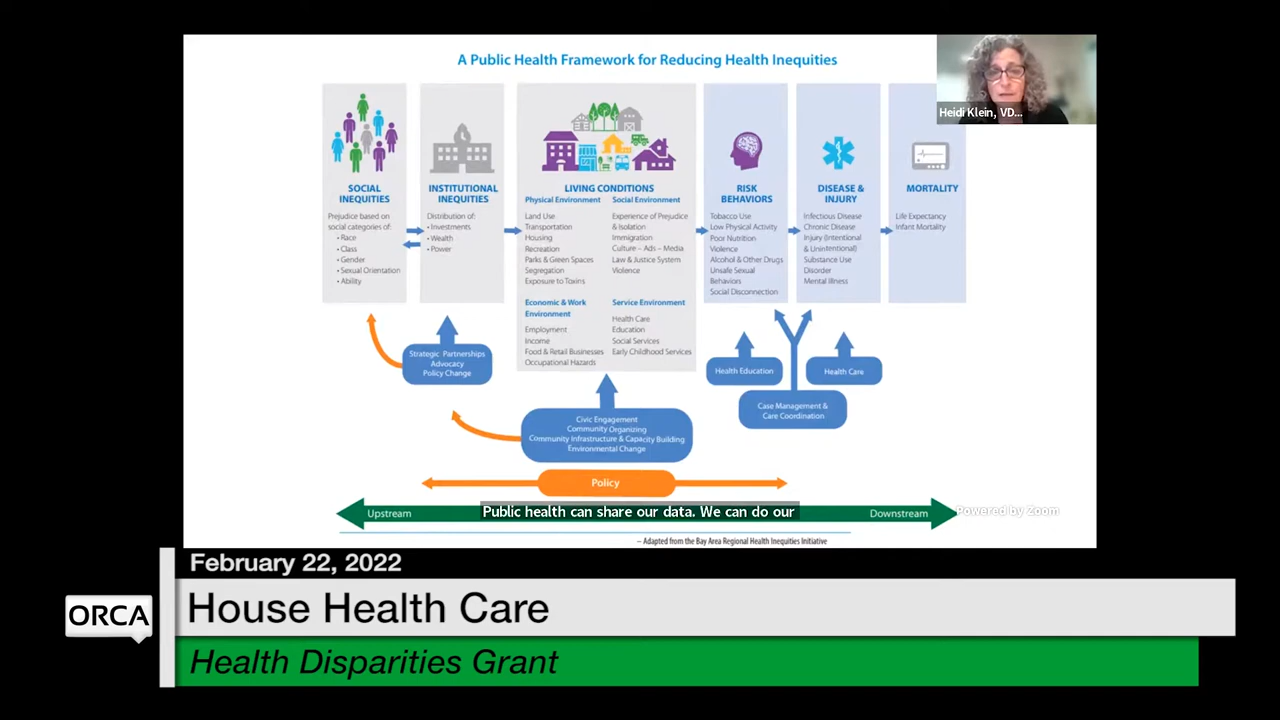 A Public Health Framework for Reducing Health Inequities
Heidi Klein, VD...
SOCIAL
INEQUITIES
Prejudice based on
social categories of:
• Race
• Class
• Gender
• Sexual Orientation
• Ability
INSTITUTIONAL
INEQUITIES
Distribution of:
• Investments
• Wealth
• Power
LIVING CONDITIONS
Physical Environment
Land Use
Transportation
Housing
Recreation
Parks & Green Spaces
Segregation
Exposure to Toxins
Social Environment
Experience of Prejudice
& Isolation
Immigration
Culture – Ads – Media
Law & Justice System
Violence
Economic & Work
Environment
Employment
Income
Food & Retail Businesses
Occupational Hazards
Service Environment
Health Care
Education
Social Services
Early Childhood Services
RISK
BEHAVIORS
Tobacco Use
Low Physical Activity
Poor Nutrition
Violence
Alcohol & Other Drugs
Unsafe Sexual
Behaviors
Social Disconnection
DISEASE &
INJURY
Infectious Disease
Chronic Disease
Injury (Intentional
& Unintentional)
Substance Use
Disorder
Mental Illness
MORTALITY
Life Expectancy
Infant Mortality
Strategic Partnerships
Advocacy
Policy Change
Civic Engagement
Community Organizing
Community Infrastructure & Capacity Building
Environmental Change
Health Education
Health Care
Case Management &
Care Coordination
Policy
Upstream
Public health can share our data. We can do our
Downstream
Powered by Zoom
– Adapted from the Bay Area Regional Health Inequities Initiative
February 22, 2022
ORCA
House Health Care
Health Disparities Grant